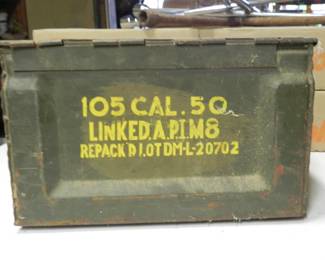 105 CAL. 50
LINKED. A.P.I. M8
REPACK'D LOT DM-L-20702